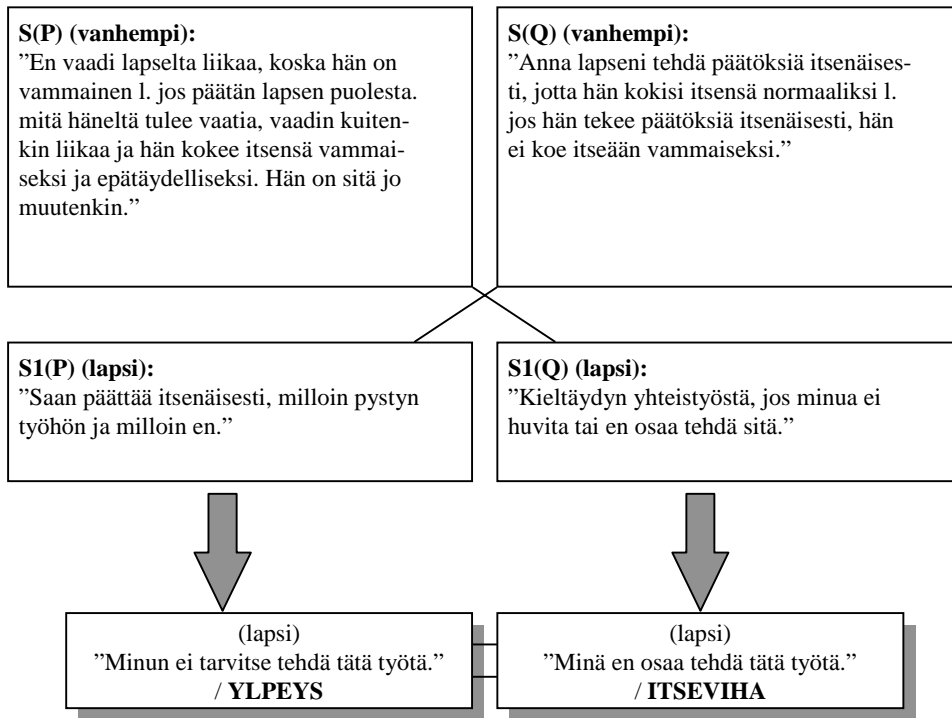 S(P) (vanhempi):
”En vaadi lapselta liikaa, koska hän on
vammainen l. jos päätän lapsen puolesta.
mitä häneltä tulee vaatia, vaadin kuiten-
kin liikaa ja hän kokee itsensä vammai-
seksi ja epätäydelliseksi. Hän on sitä jo
muutenkin.”
S(Q) (vanhempi):
”Anna lapseni tehdä päätöksiä itsenäises-
ti, jotta hän kokisi itsensä normaaliksi l.
jos hän tekee päätöksiä itsenäisesti, hän
ei koe itseään vammaiseksi.”
S1(P) (lapsi):
”Saan päättää itsenäisesti, milloin pystyn
työhön ja milloin en.”
S1(Q) (lapsi):
”Kieltäydyn yhteistyöstä, jos minua ei
huvita tai en osaa tehdä sitä.”
(lapsi)
”Minun ei tarvitse tehdä tätä työtä.”
/ YLPEYS
(lapsi)
”Minä en osaa tehdä tätä työtä.”
/ ITSEVIHA